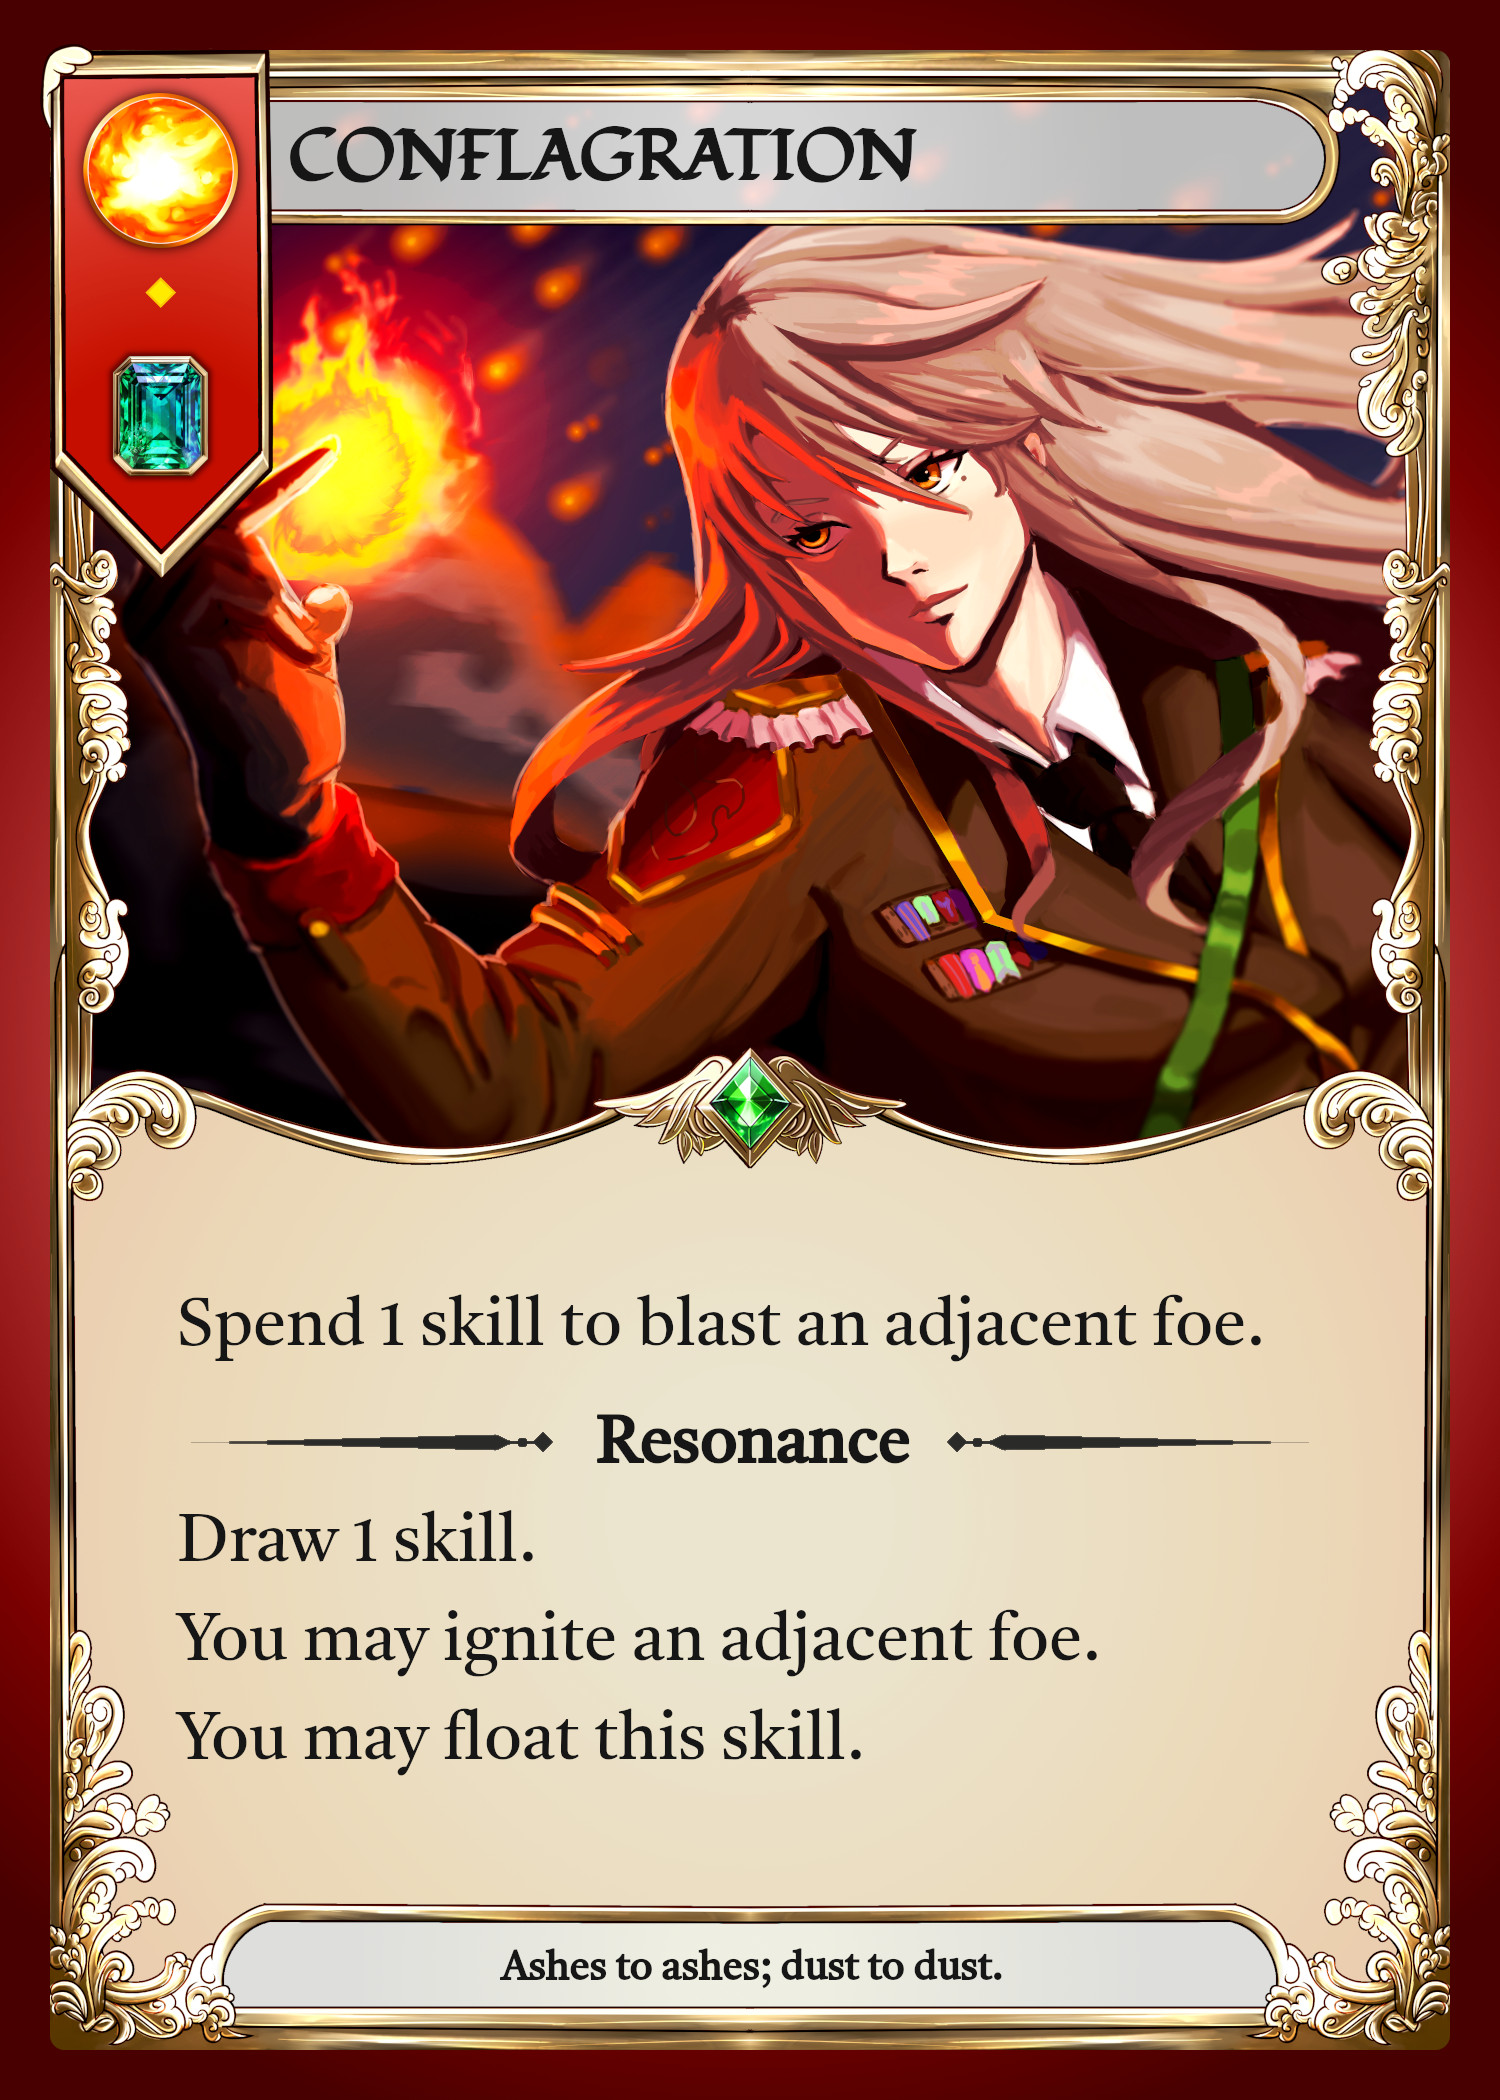 CONFLAGRATION
Spend 1 skill to blast an adjacent foe.
Resonance
Draw 1 skill.
You may ignite an adjacent foe.
You may float this skill.
Ashes to ashes; dust to dust.